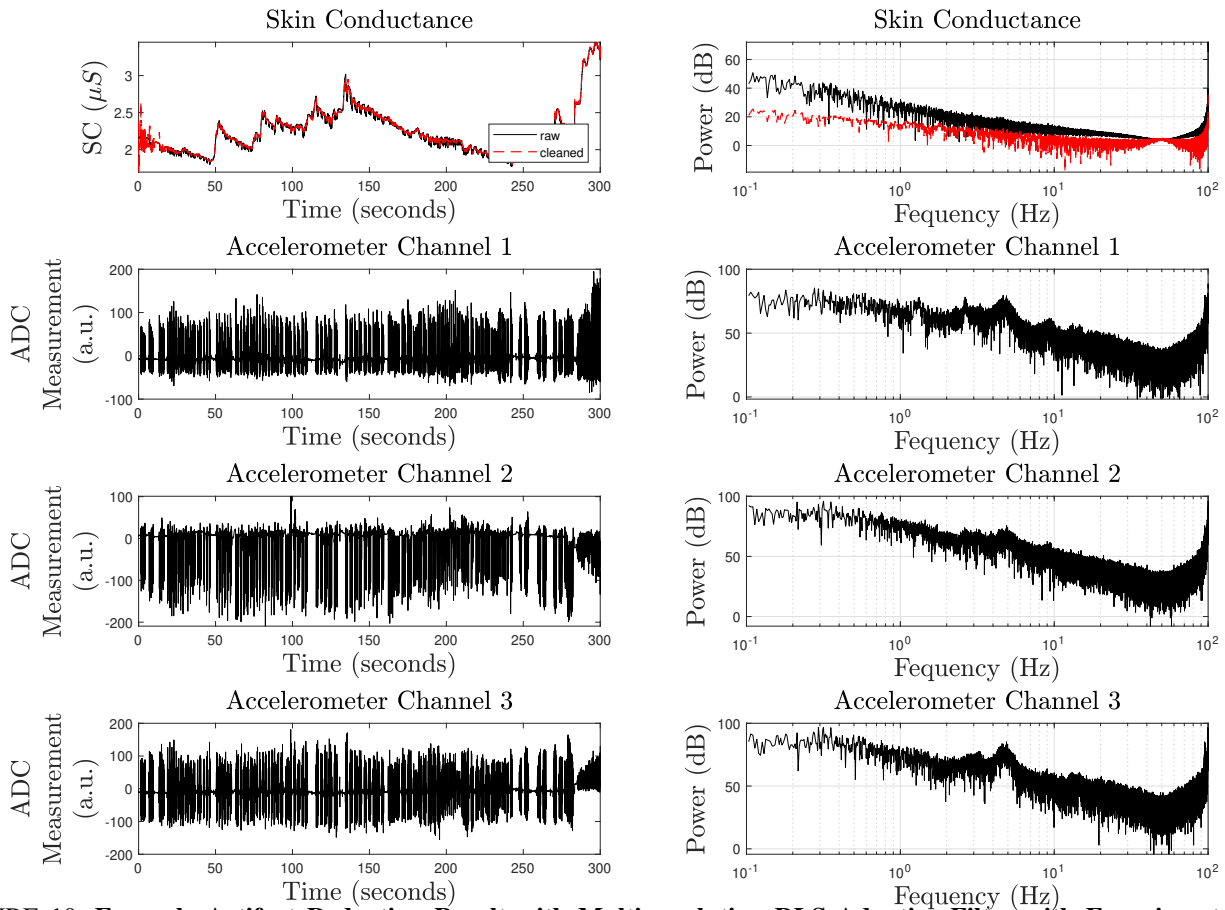 Skin Conductance
SC (μS)
3
2.5
2
raw
cleaned
0 50 100 150 200 250 300
Time (seconds)
Skin Conductance
Power (dB)
60
40
20
0
10-1 100 101 102
Fequency (Hz)
Accelerometer Channel 1
ADC
Measurement
(a.u.)
200
100
0
-100
0 50 100 150 200 250 300
Time (seconds)
Accelerometer Channel 1
Power (dB)
100
50
0
10-1 100 101 102
Fequency (Hz)
Accelerometer Channel 2
ADC
Measurement
(a.u.)
100
0
-100
-200
0 50 100 150 200 250 300
Time (seconds)
Accelerometer Channel 2
Power (dB)
100
50
0
10-1 100 101 102
Fequency (Hz)
Accelerometer Channel 3
ADC
Measurement
(a.u.)
200
100
0
-100
-200
0 50 100 150 200 250 300
Time (seconds)
Accelerometer Channel 3
Power (dB)
100
50
0
10-1 100 101 102
Fequency (Hz)